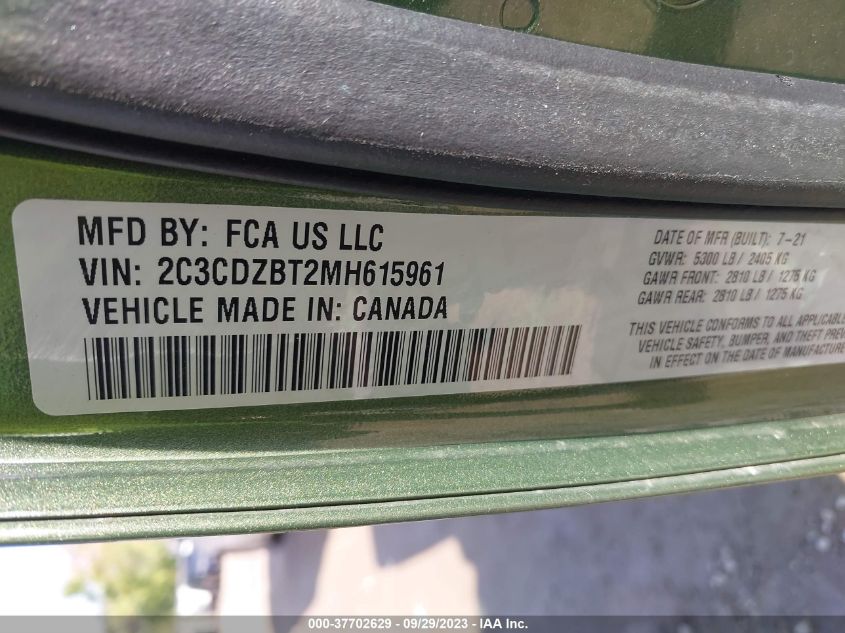 MFD BY: FCA US LLC
VIN: 2C3CDZBT2MH615961
VEHICLE MADE IN: CANADA
DATE OF MFR (BUILT): 7-21
GVWR: 5300 LB / 2405 KG
GAWR FRONT: 2810 LB / 1275 KG
GAWR REAR: 2810 LB / 1275 KG
THIS VEHICLE CONFORMS TO ALL APPLICABLE
VEHICLE SAFETY, BUMPER, AND THEFT PREV
IN EFFECT ON THE DATE OF MANUFACTURE
000-37702629 - 09/29/2023 - IAA Inc.